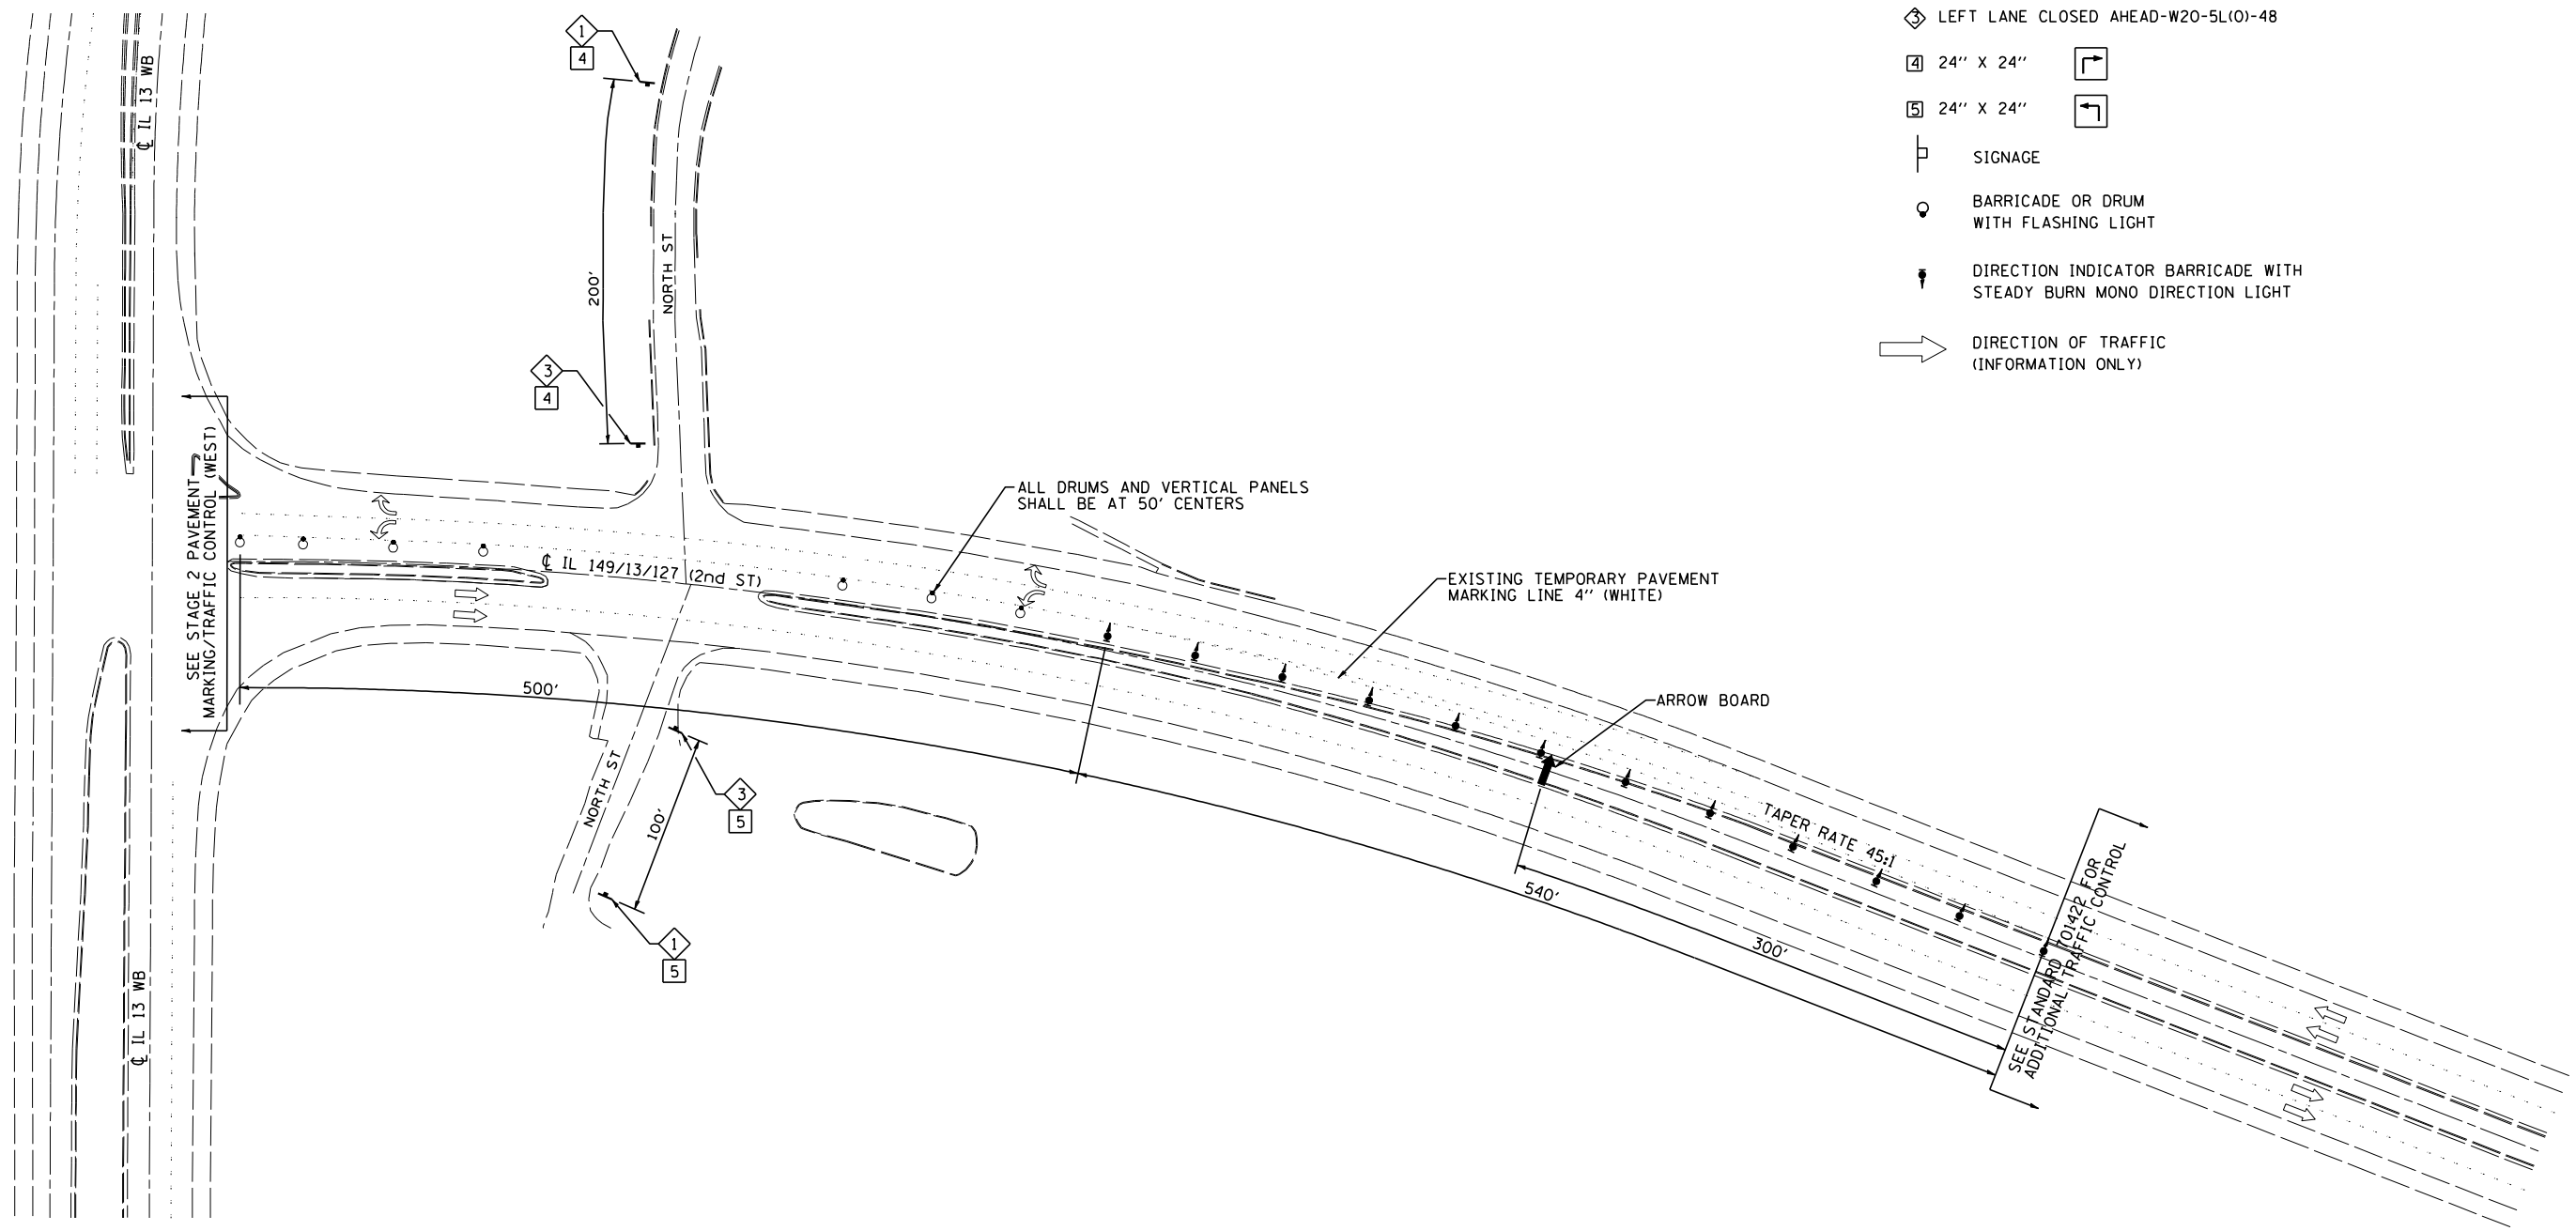 3 LEFT LANE CLOSED AHEAD-W20-5L(O)-48
4 24'' X 24''
5 24'' X 24''
SIGNAGE
BARRICADE OR DRUM
WITH FLASHING LIGHT
DIRECTION INDICATOR BARRICADE WITH
STEADY BURN MONO DIRECTION LIGHT
DIRECTION OF TRAFFIC
(INFORMATION ONLY)
1
4
℄ IL 13 WB
200'
NORTH ST
3
4
SEE STAGE 2 PAVEMENT
MARKING/TRAFFIC CONTROL (WEST)
ALL DRUMS AND VERTICAL PANELS
SHALL BE AT 50' CENTERS
℄ IL 149/13/127 (2nd ST)
EXISTING TEMPORARY PAVEMENT
MARKING LINE 4'' (WHITE)
500'
ARROW BOARD
NORTH ST
100'
3
5
TAPER RATE 45:1
540'
300'
SEE STANDARD 701422 FOR
ADDITIONAL TRAFFIC CONTROL
1
5
℄ IL 13 WB